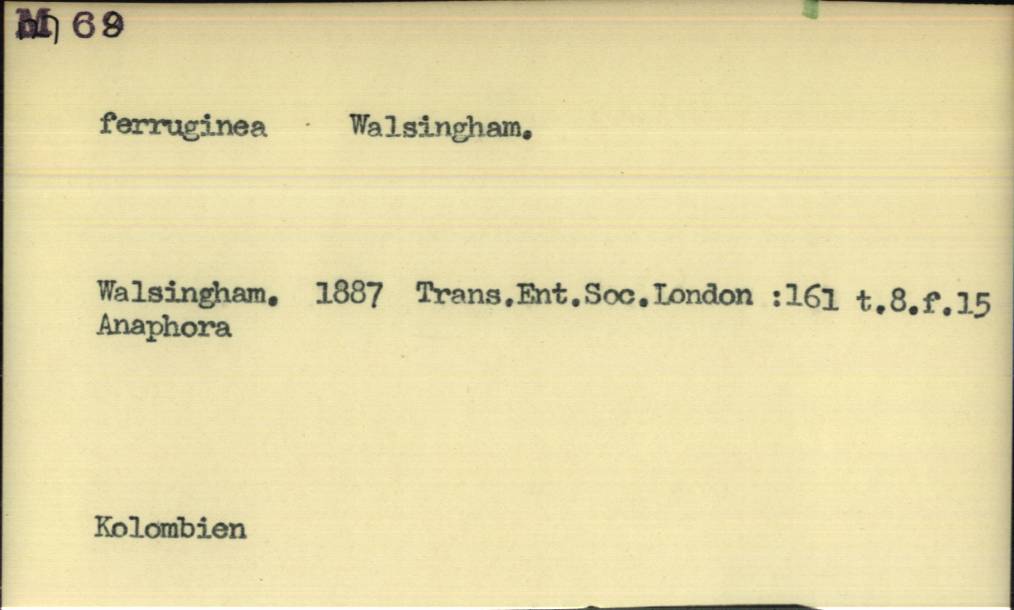 M 69
ferruginea Walsingham.
Walsingham. 1887 Trans.Ent.Soc.London :161 t.8.f.15
Anaphora
Kolombien